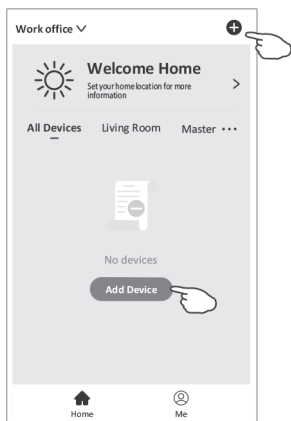 Work office
Welcome Home
Set your home location for more
information
All Devices Living Room Master ...
No devices
Add Device
Home Me